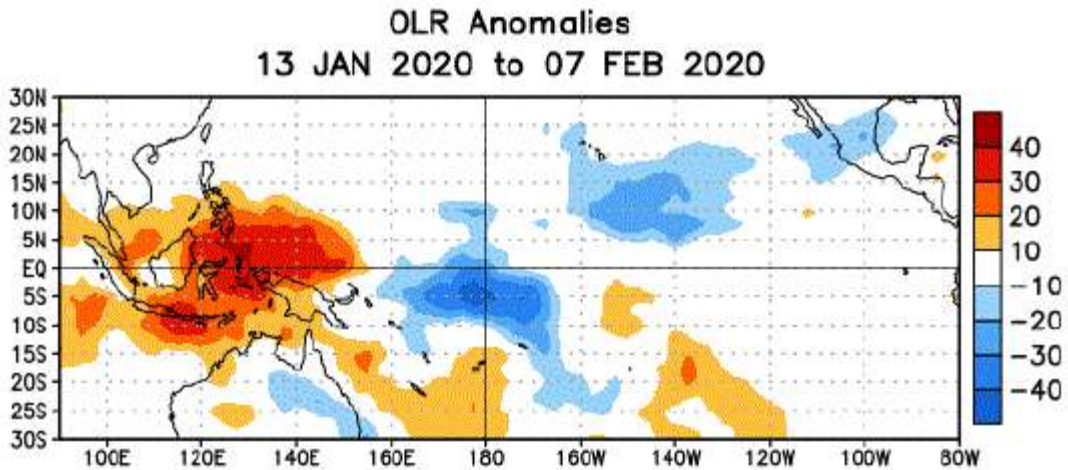 OLR Anomalies
13 JAN 2020 to 07 FEB 2020
30N
25N
20N
15N
10N
5N
EQ
5S
10S
15S
20S
25S
30S
100E 120E 140E 160E 180 160W 140W 120W 100W 80W
40
30
20
10
-10
-20
-30
-40